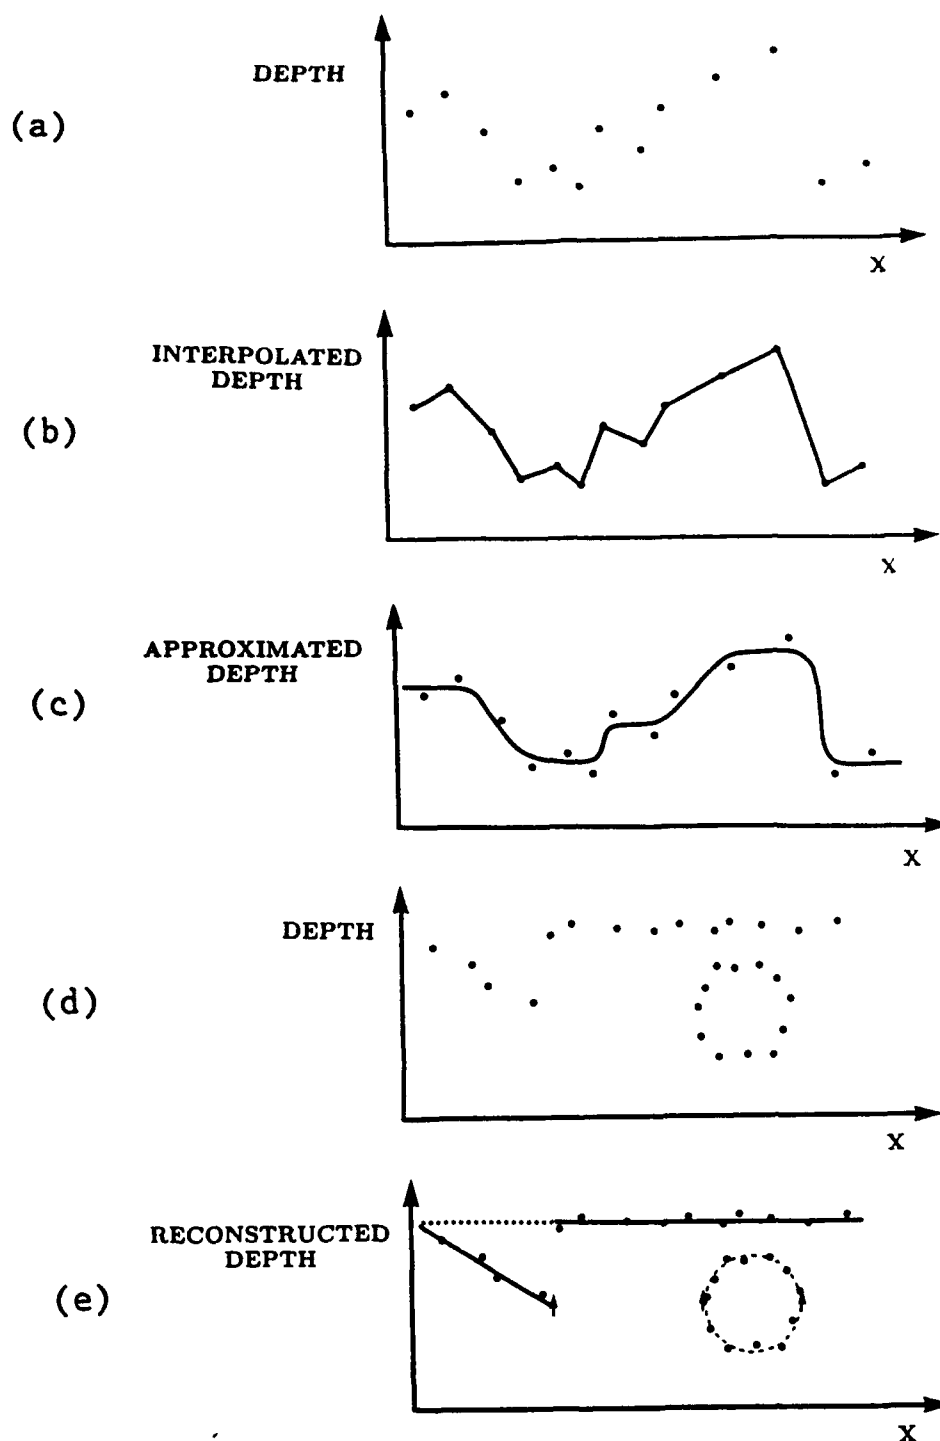 (a)
DEPTH
X
(b)
INTERPOLATED
DEPTH
X
(c)
APPROXIMATED
DEPTH
X
(d)
DEPTH
X
(e)
RECONSTRUCTED
DEPTH
X